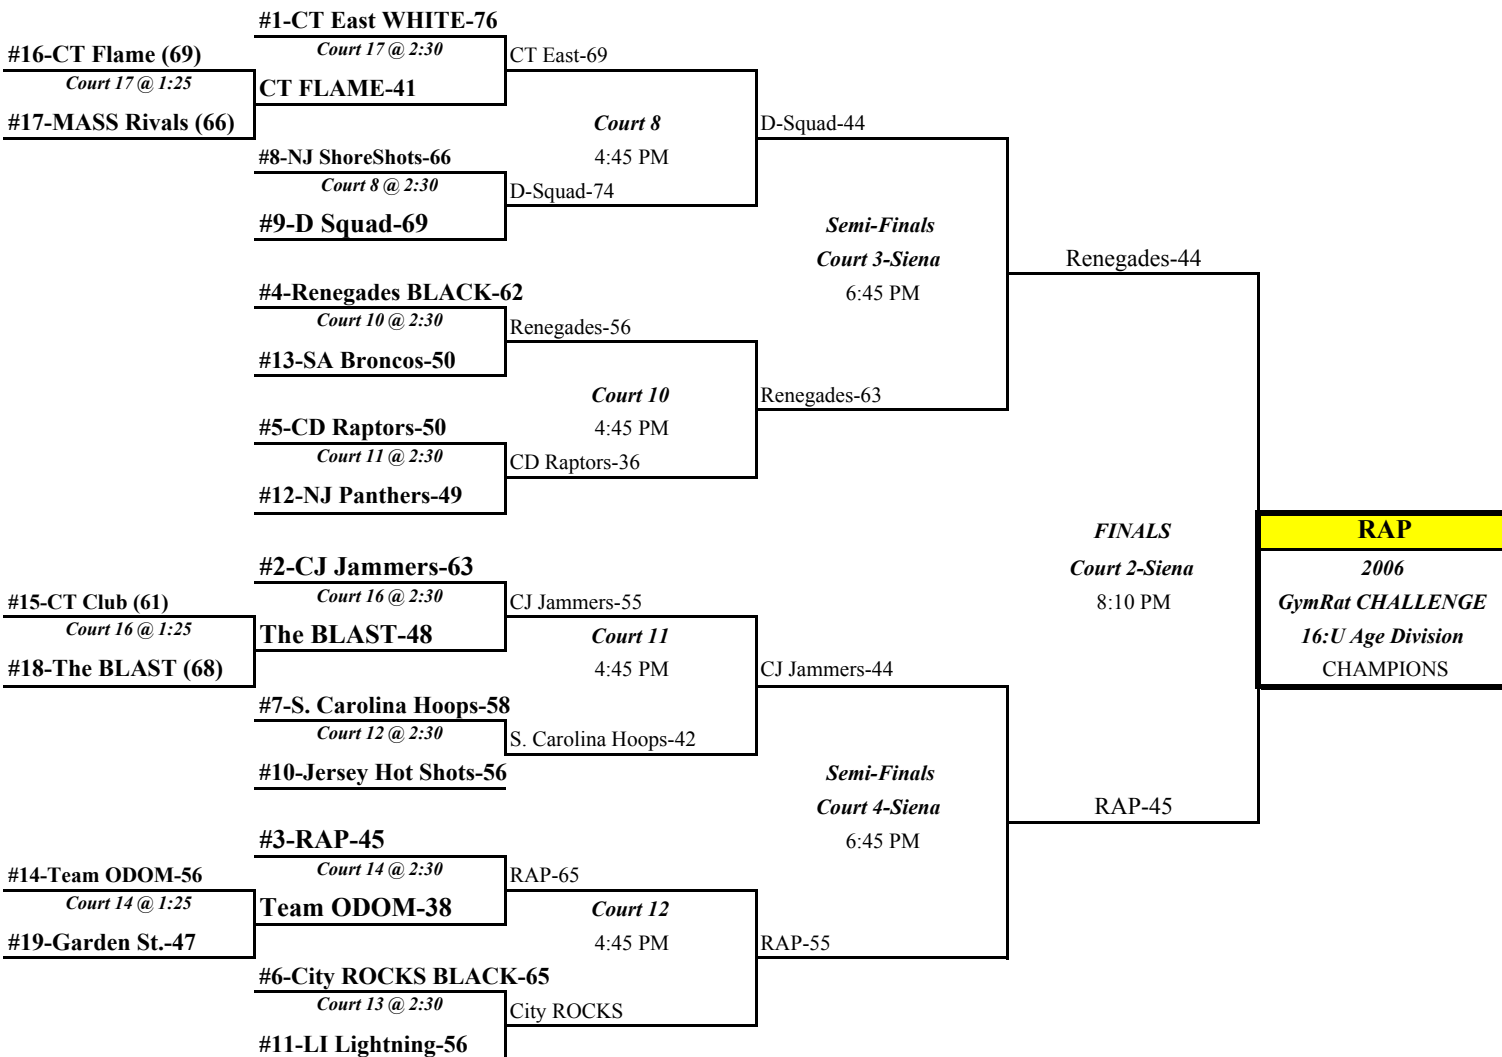 #1-CT East WHITE-76
#16-CT Flame (69)
Court 17 @ 2:30
CT East-69
Court 17 @ 1:25
CT FLAME-41
#17-MASS Rivals (66)
Court 8
D-Squad-44
#8-NJ ShoreShots-66
4:45 PM
Court 8 @ 2:30
D-Squad-74
#9-D Squad-69
Semi-Finals
Court 3-Siena
Renegades-44
#4-Renegades BLACK-62
6:45 PM
Court 10 @ 2:30
Renegades-56
#13-SA Broncos-50
Court 10
Renegades-63
#5-CD Raptors-50
4:45 PM
Court 11 @ 2:30
CD Raptors-36
#12-NJ Panthers-49
FINALS
RAP
#2-CJ Jammers-63
Court 2-Siena
2006
#15-CT Club (61)
Court 16 @ 2:30
CJ Jammers-55
8:10 PM
GymRat CHALLENGE
Court 16 @ 1:25
The BLAST-48
Court 11
16:U Age Division
#18-The BLAST (68)
4:45 PM
CJ Jammers-44
CHAMPIONS
#7-S. Carolina Hoops-58
Court 12 @ 2:30
S. Carolina Hoops-42
#10-Jersey Hot Shots-56
Semi-Finals
Court 4-Siena
RAP-45
#3-RAP-45
6:45 PM
#14-Team ODOM-56
Court 14 @ 2:30
RAP-65
Court 14 @ 1:25
Team ODOM-38
Court 12
#19-Garden St.-47
4:45 PM
RAP-55
#6-City ROCKS BLACK-65
Court 13 @ 2:30
City ROCKS
#11-LI Lightning-56